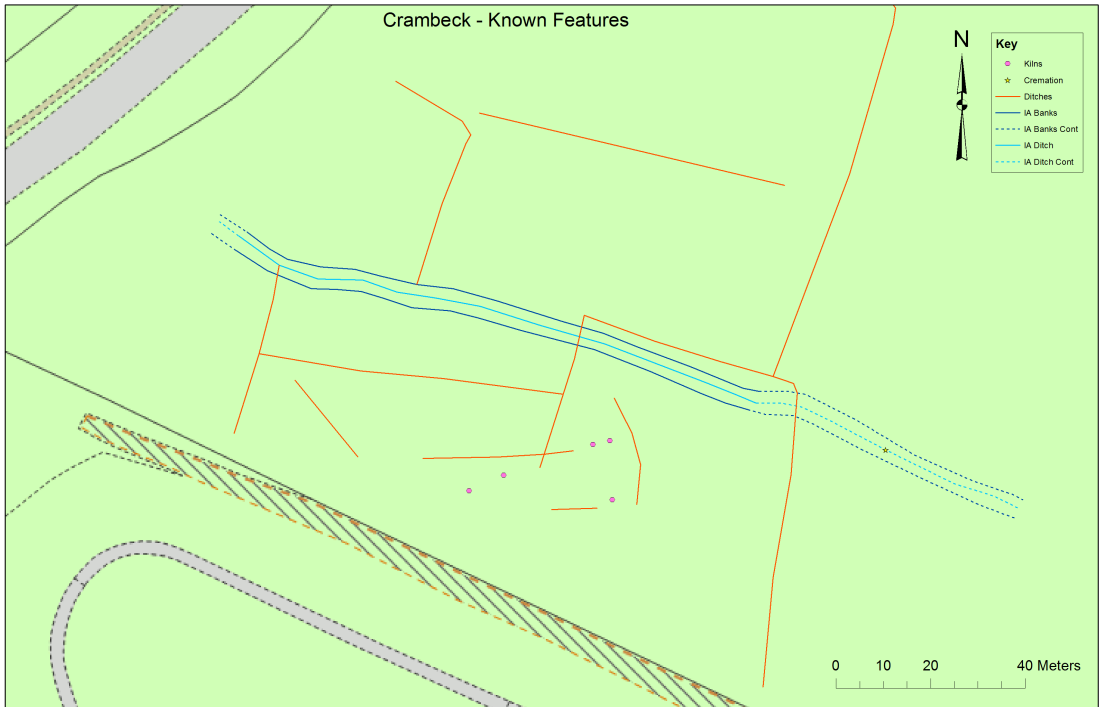 Crambeck - Known Features
N
Key
Kilns
Cremation
Ditches
IA Banks
IA Banks Cont
IA Ditch
IA Ditch Cont
0 10 20 40 Meters